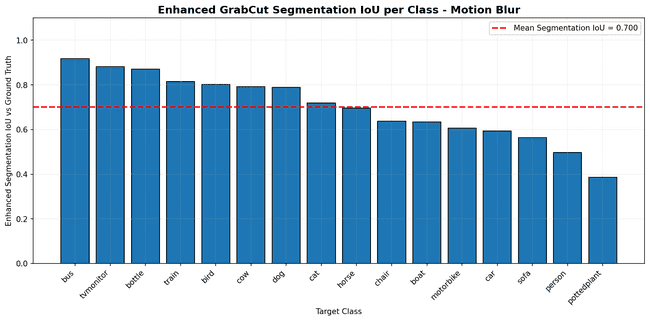 Enhanced GrabCut Segmentation IoU per Class - Motion Blur
Mean Segmentation IoU = 0.700
Enhanced Segmentation IoU vs Ground Truth
1.0
0.8
0.6
0.4
0.2
0.0
bus
tvmonitor
bottle
train
bird
cow
dog
cat
horse
chair
boat
motorbike
car
sofa
person
pottedplant
Target Class